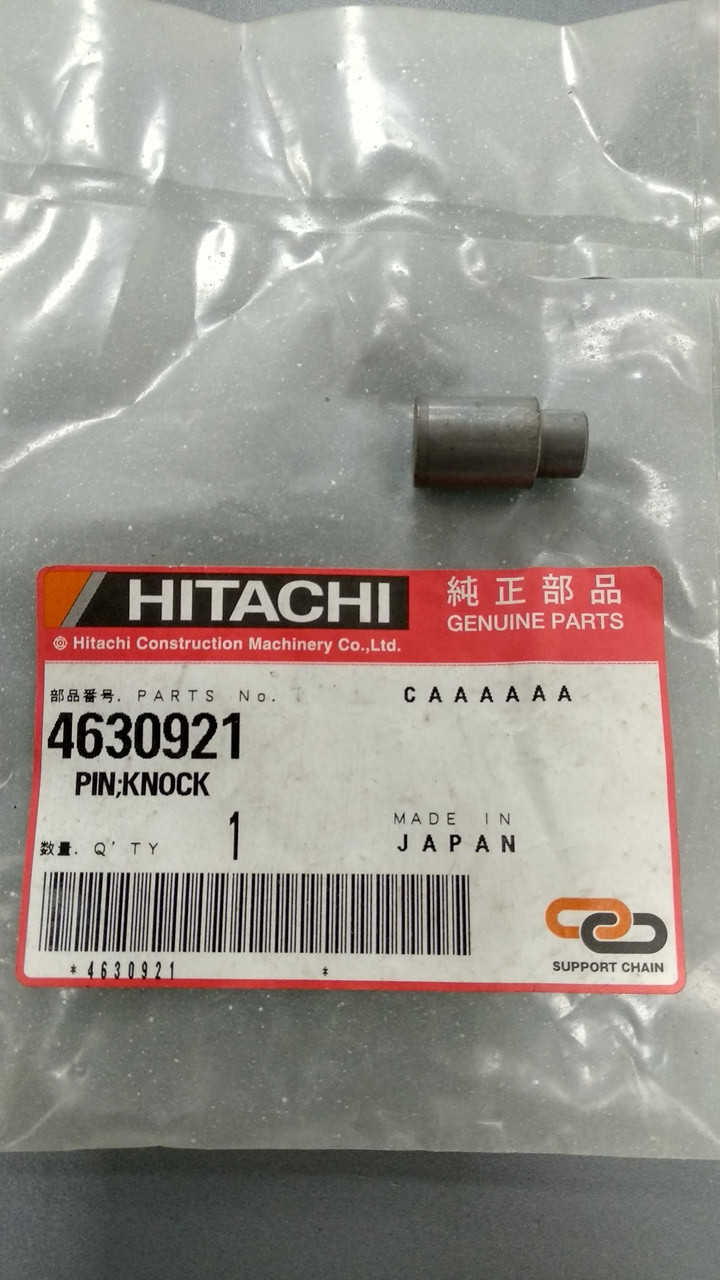 HITACHI
Hitachi Construction Machinery Co.,Ltd.
純正部品
GENUINE PARTS
部品番号. PARTS No.
CAAAAAA
4630921
PIN;KNOCK
数量. Q'TY
1
MADE IN
JAPAN
*4630921 *
SUPPORT CHAIN